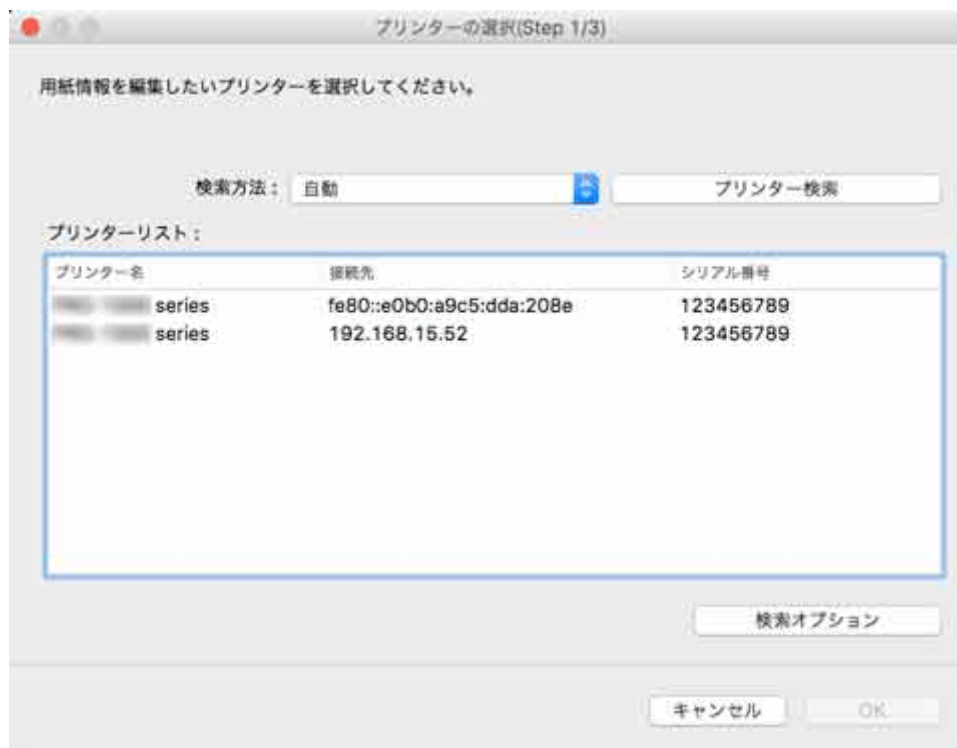 プリンターの選択(Step 1/3)
用紙情報を編集したいプリンターを選択してください。
検索方法： 自動 プリンター検索
プリンターリスト：
プリンター名 接続先 シリアル番号
series fe80::e0b0:a9c5:dda:208e 123456789
series 192.168.15.52 123456789
検索オプション
キャンセル OK